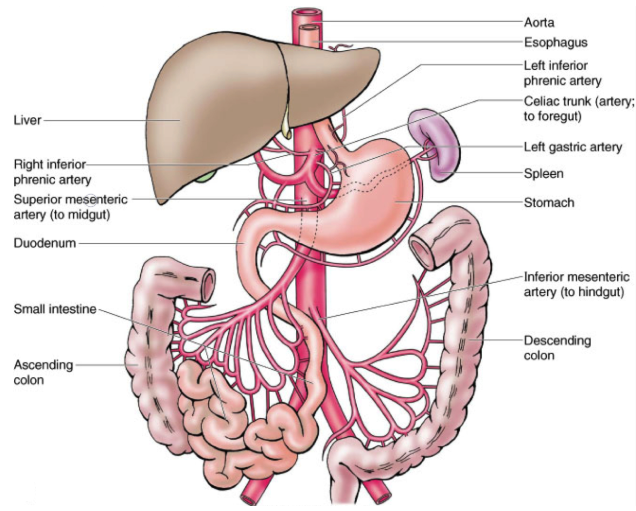 Aorta
Esophagus
Left inferior
phrenic artery
Celiac trunk (artery;
to foregut)
Left gastric artery
Spleen
Stomach
Inferior mesenteric
artery (to hindgut)
Descending
colon
Liver
Right inferior
phrenic artery
Superior mesenteric
artery (to midgut)
Duodenum
Small intestine
Ascending
colon